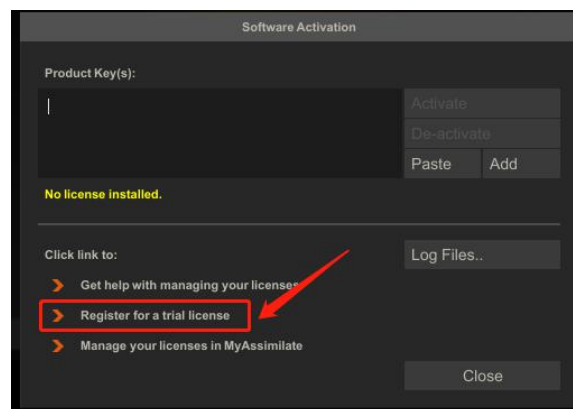 Software Activation
Product Key(s):
Activate
De-activate
Paste Add
No license installed.
Click link to:
Log Files..
Get help with managing your licenses
Register for a trial license
Manage your licenses in MyAssimilate
Close